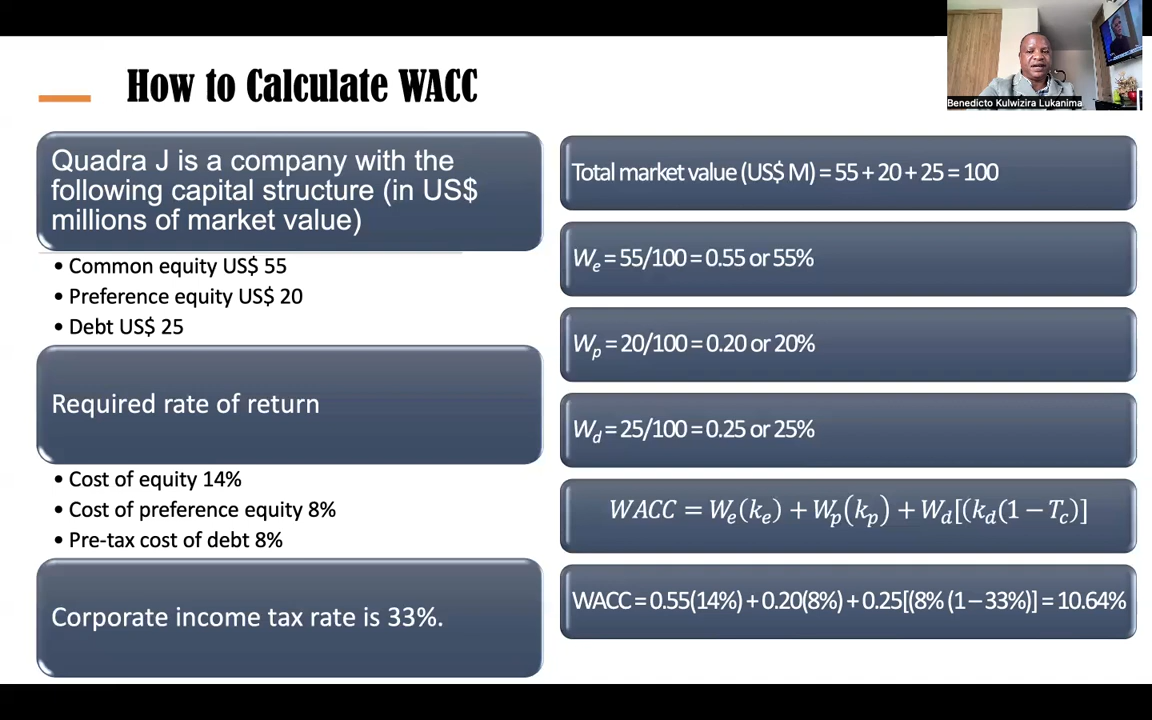 How to Calculate WACC
Benedicto Kulwizira Lukanima
Quadra J is a company with the
following capital structure (in US$
millions of market value)
• Common equity US$ 55
• Preference equity US$ 20
• Debt US$ 25
Required rate of return
• Cost of equity 14%
• Cost of preference equity 8%
• Pre-tax cost of debt 8%
Corporate income tax rate is 33%.
Total market value (US$ M) = 55 + 20 + 25 = 100
Wₑ = 55/100 = 0.55 or 55%
Wₚ = 20/100 = 0.20 or 20%
W_d = 25/100 = 0.25 or 25%
WACC = Wₑ(kₑ) + Wₚ(kₚ) + W_d[(k_d(1 − T_c)]
WACC = 0.55(14%) + 0.20(8%) + 0.25[(8% (1 – 33%)] = 10.64%